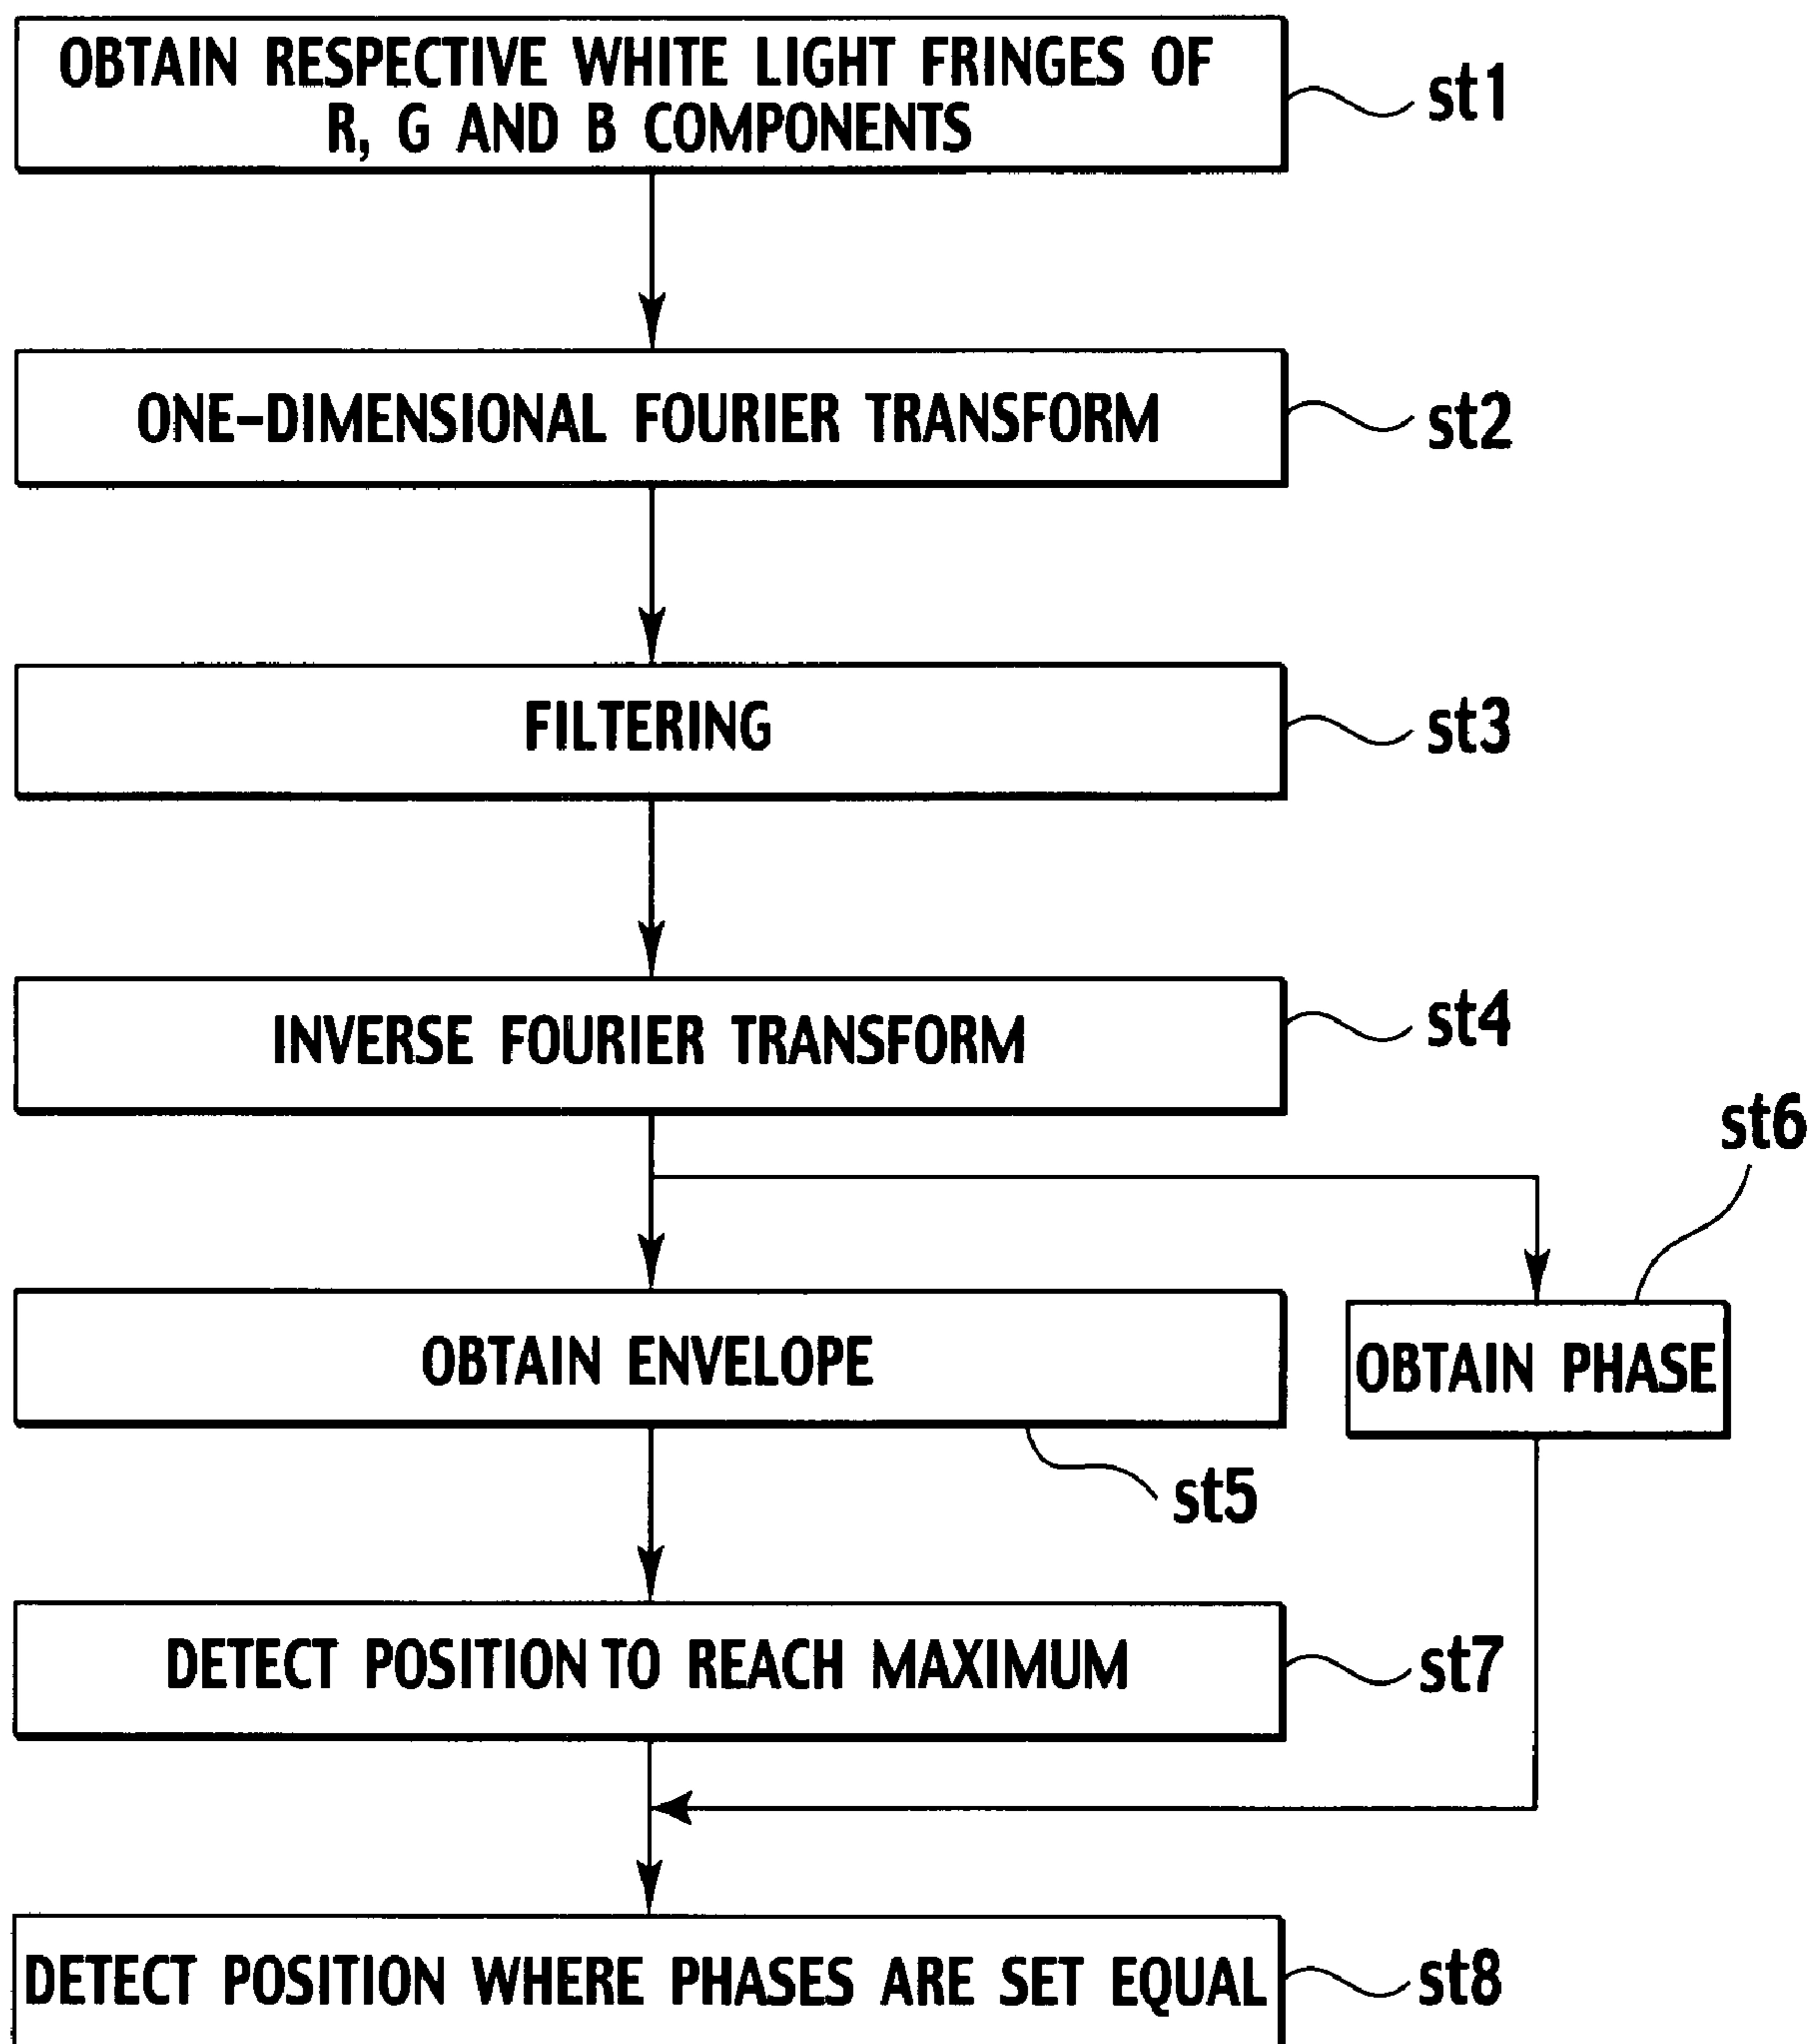 OBTAIN RESPECTIVE WHITE LIGHT FRINGES OF
R, G AND B COMPONENTS
st1
ONE-DIMENSIONAL FOURIER TRANSFORM
st2
FILTERING
st3
INVERSE FOURIER TRANSFORM
st4
st6
OBTAIN ENVELOPE
OBTAIN PHASE
st5
DETECT POSITION TO REACH MAXIMUM
st7
DETECT POSITION WHERE PHASES ARE SET EQUAL
st8